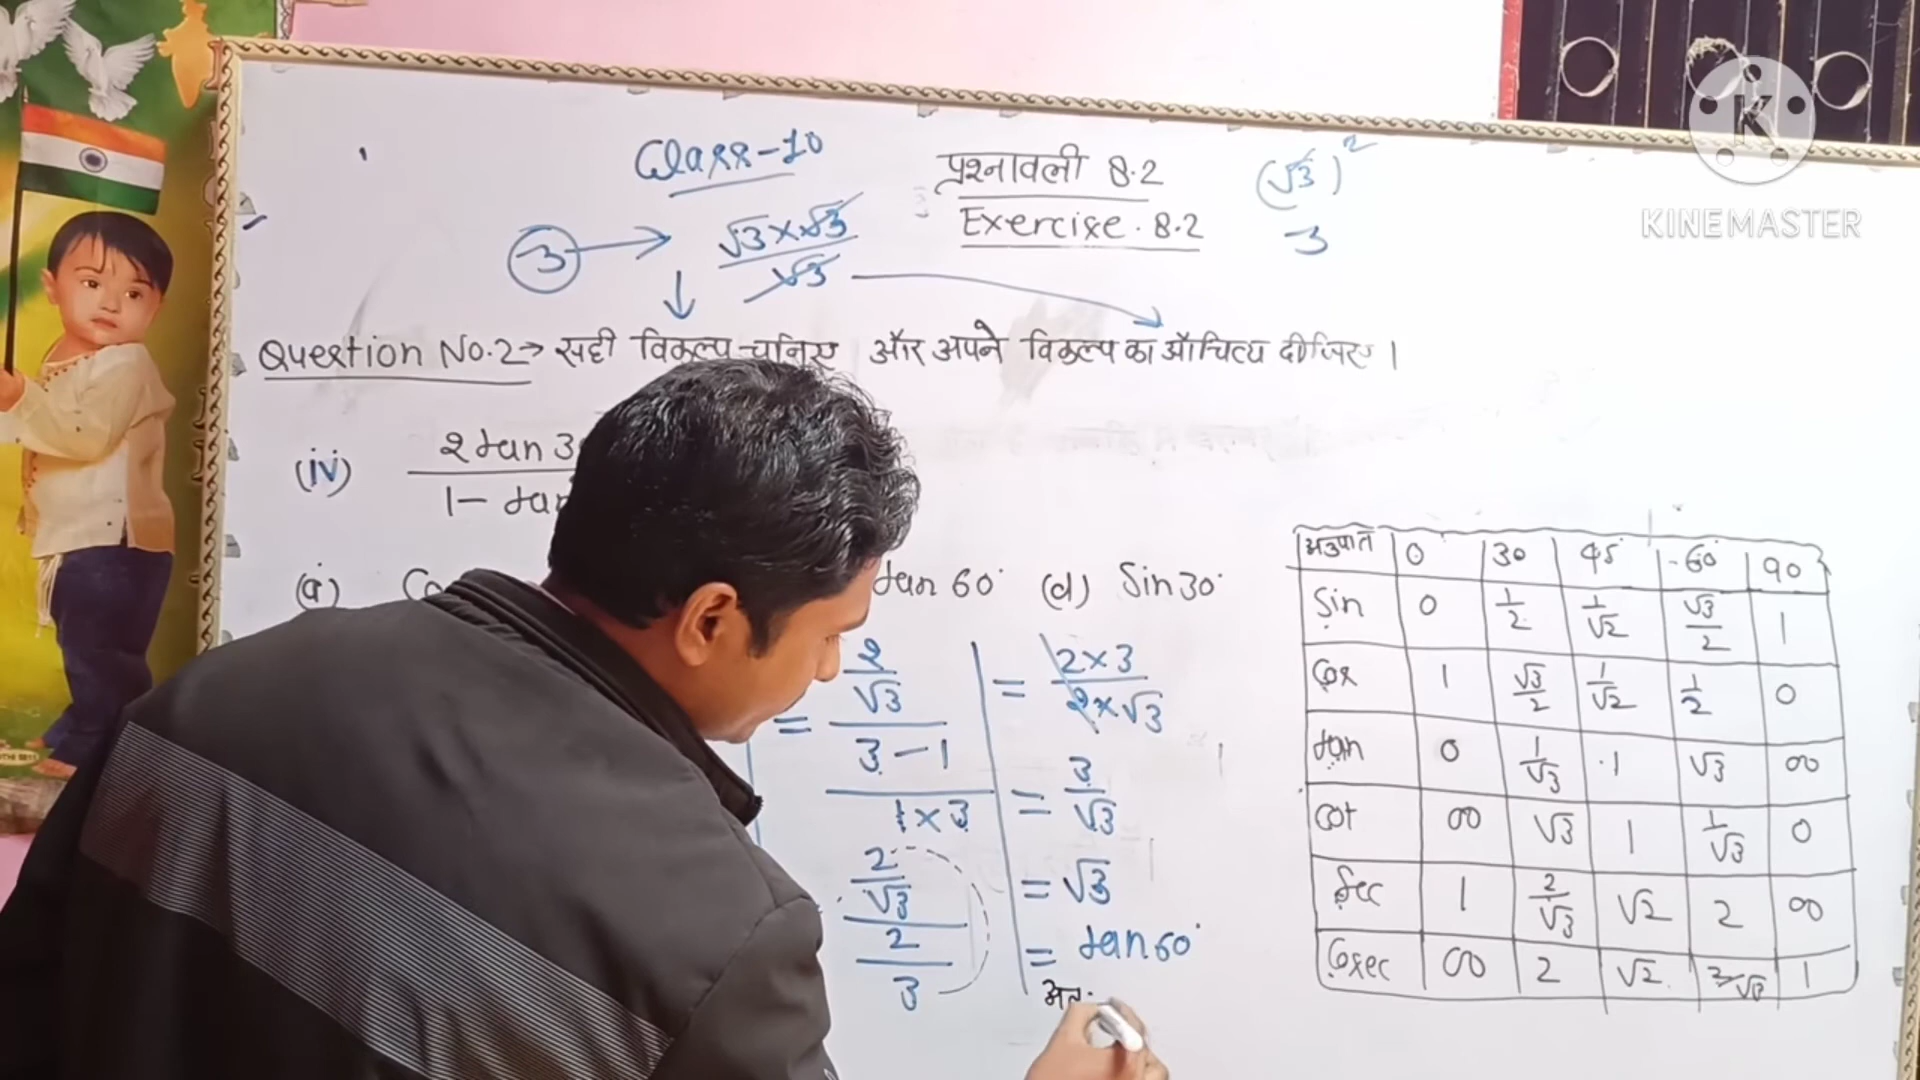 Class-10
प्रश्नावली 8.2
(√3)²
Exercise. 8.2
3
3 → √3×√3 / √3
KINEMASTER
Question No.2→ सही विकल्प चुनिए और अपने विकल्प का औचित्य दीजिए।
(iv) 2 tan 3
1 - tan
(a) Co tan 60° (d) Sin 30°
= 2/√3 / 3-1 / 1×3
2/√3 / 2/3
= 2×3 / 2×√3
= 3/√3
= √3
= tan 60°
अतः
अनुपात 0 30 45 60 90
Sin 0 1/2 1/√2 √3/2 1
Cos 1 √3/2 1/√2 1/2 0
tan 0 1/√3 1 √3 ∞
cot ∞ √3 1 1/√3 0
Sec 1 2/√3 √2 2 ∞
Cosec ∞ 2 √2 2/√3 1